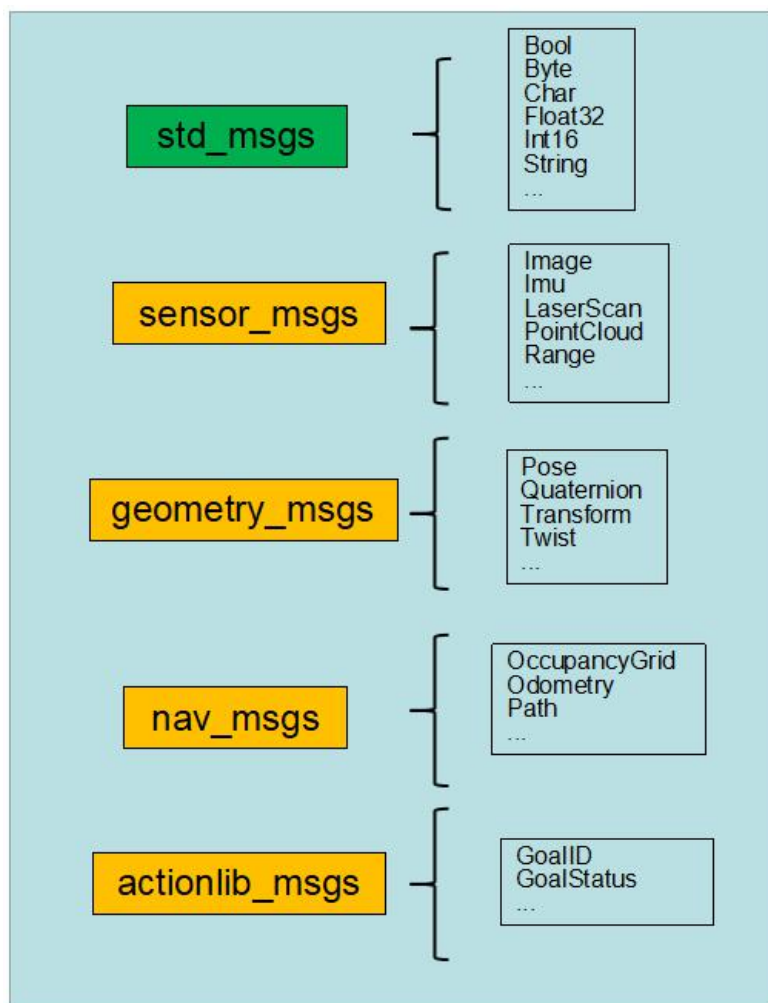 std_msgs
Bool
Byte
Char
Float32
Int16
String
...
sensor_msgs
Image
Imu
LaserScan
PointCloud
Range
...
geometry_msgs
Pose
Quaternion
Transform
Twist
...
nav_msgs
OccupancyGrid
Odometry
Path
...
actionlib_msgs
GoalID
GoalStatus
...